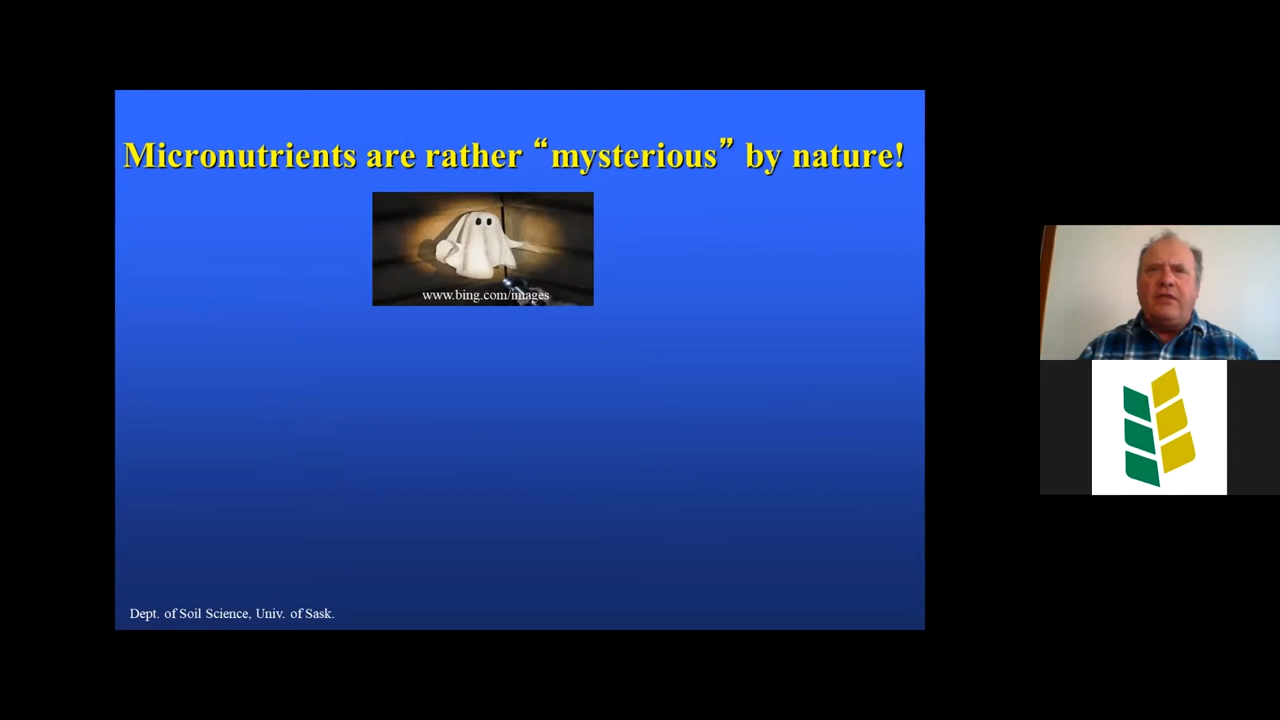 Micronutrients are rather “mysterious” by nature!
www.bing.com/images
Dept. of Soil Science, Univ. of Sask.